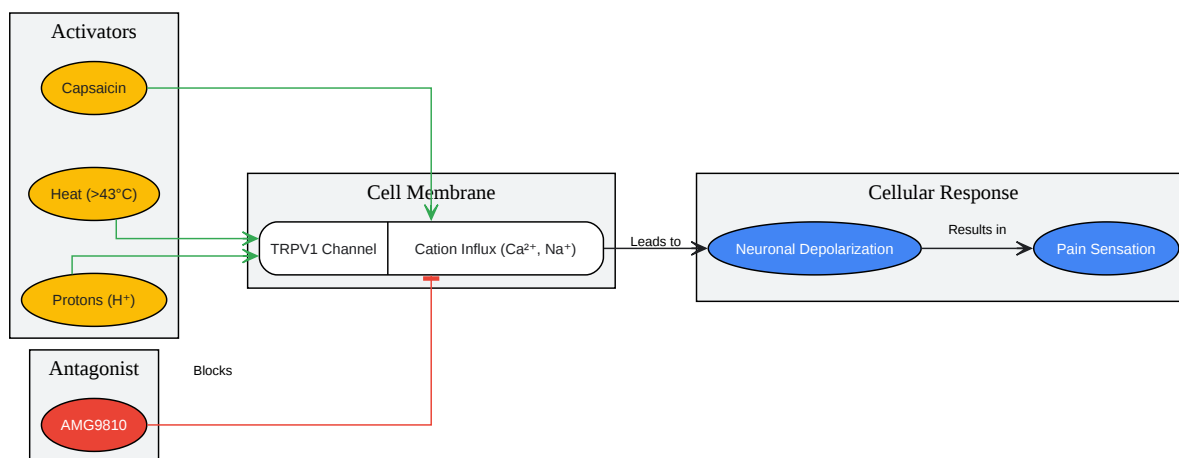 Activators
Capsaicin
Heat (>43°C)
Protons (H⁺)
Cell Membrane
TRPV1 Channel
Cation Influx (Ca²⁺, Na⁺)
Leads to
Cellular Response
Neuronal Depolarization
Results in
Pain Sensation
Antagonist
AMG9810
Blocks